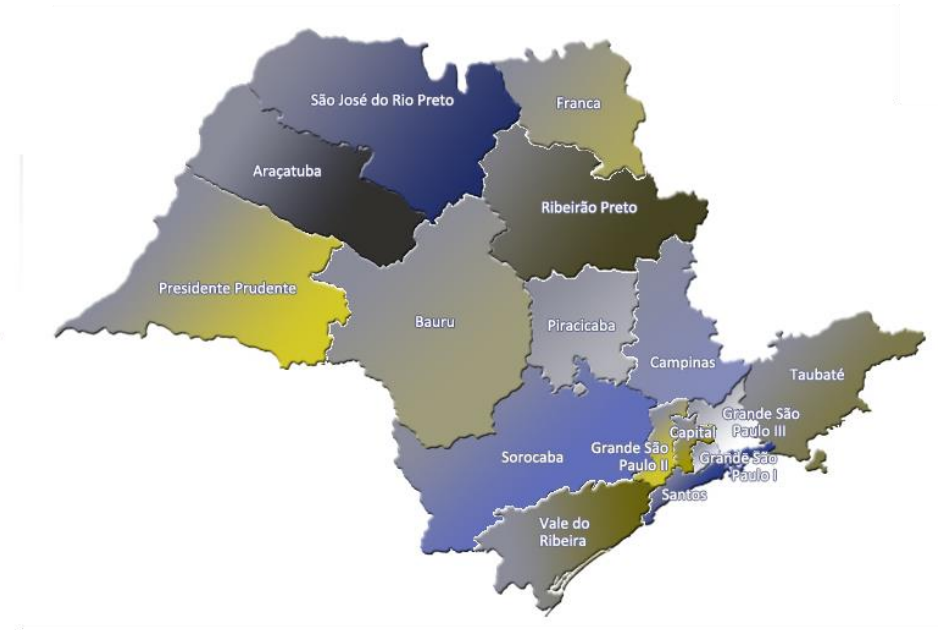 São José do Rio Preto
Franca
Araçatuba
Ribeirão Preto
Presidente Prudente
Bauru
Piracicaba
Campinas
Taubaté
Grande São
Paulo III
Capital
Grande São
Paulo II
Sorocaba
Grande São
Paulo I
Santos
Vale do
Ribeira